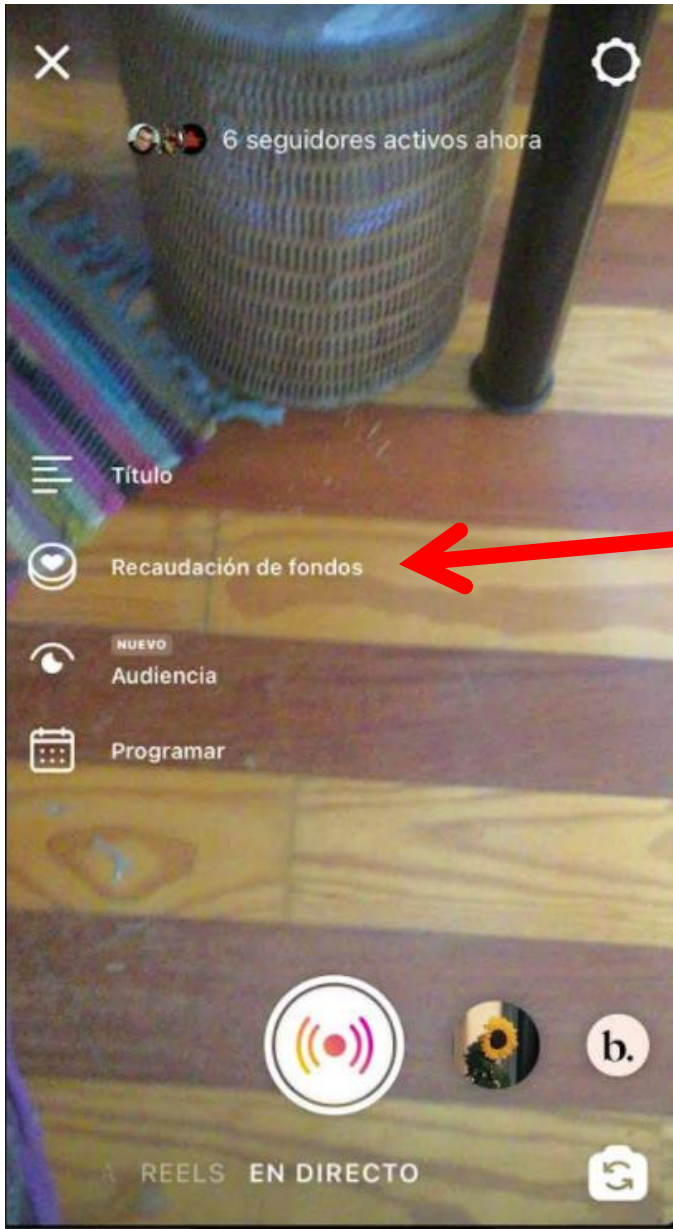 6 seguidores activos ahora
Título
Recaudación de fondos
NUEVO
Audiencia
Programar
b.
A REELS EN DIRECTO